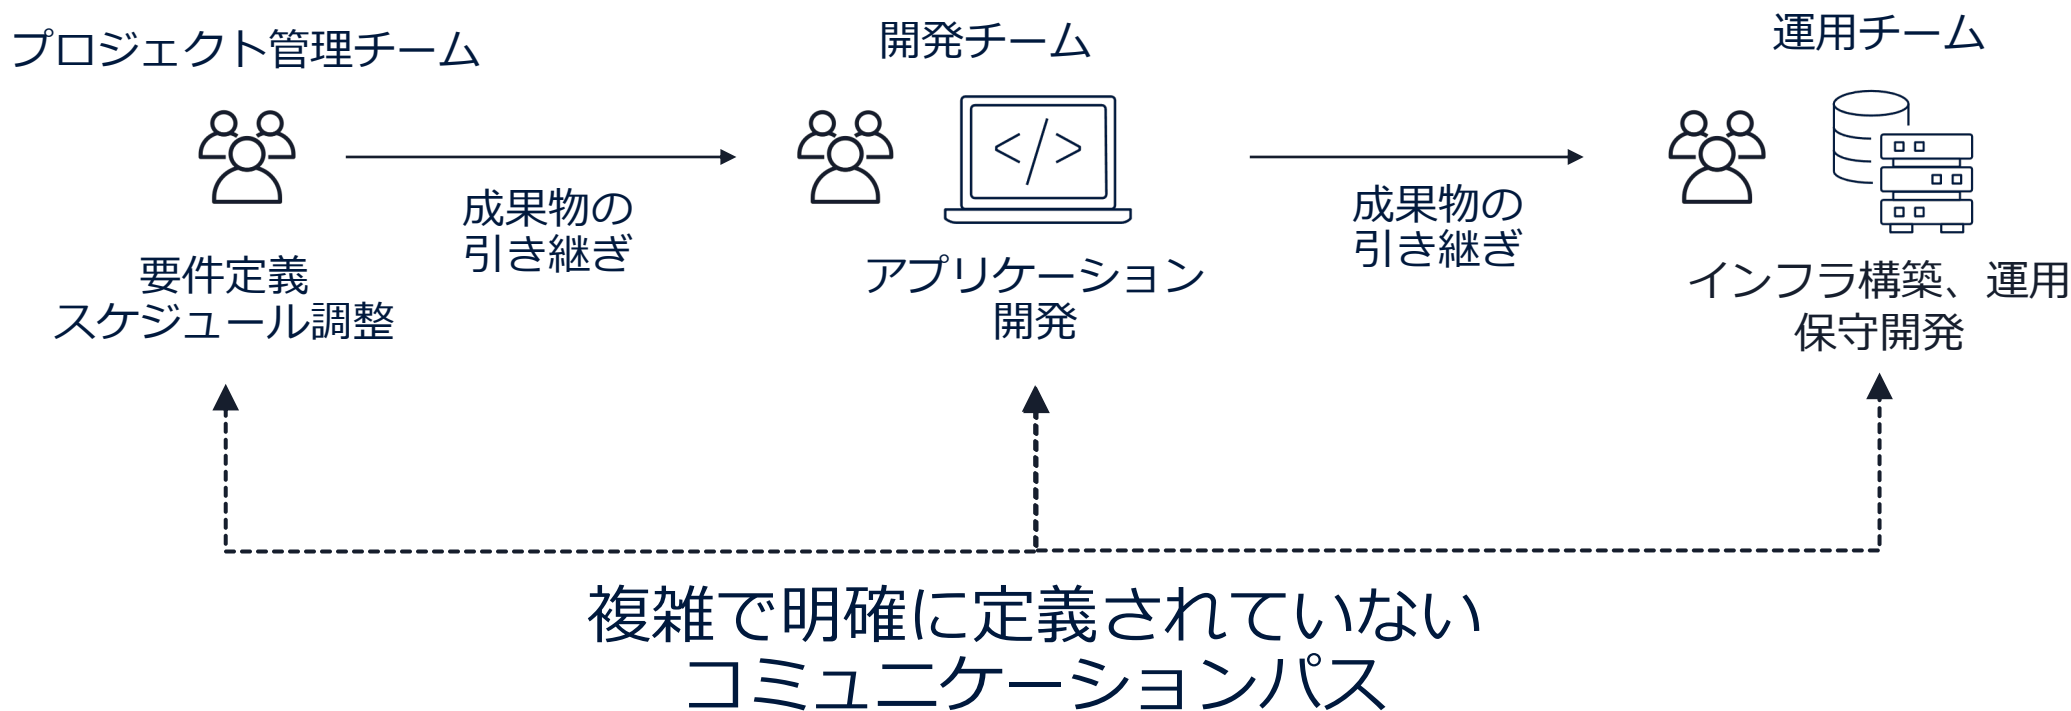 プロジェクト管理チーム
開発チーム
運用チーム
成果物の
引き継ぎ
成果物の
引き継ぎ
要件定義
スケジュール調整
アプリケーション
開発
インフラ構築、運用
保守開発
複雑で明確に定義されていない
コミュニケーションパス